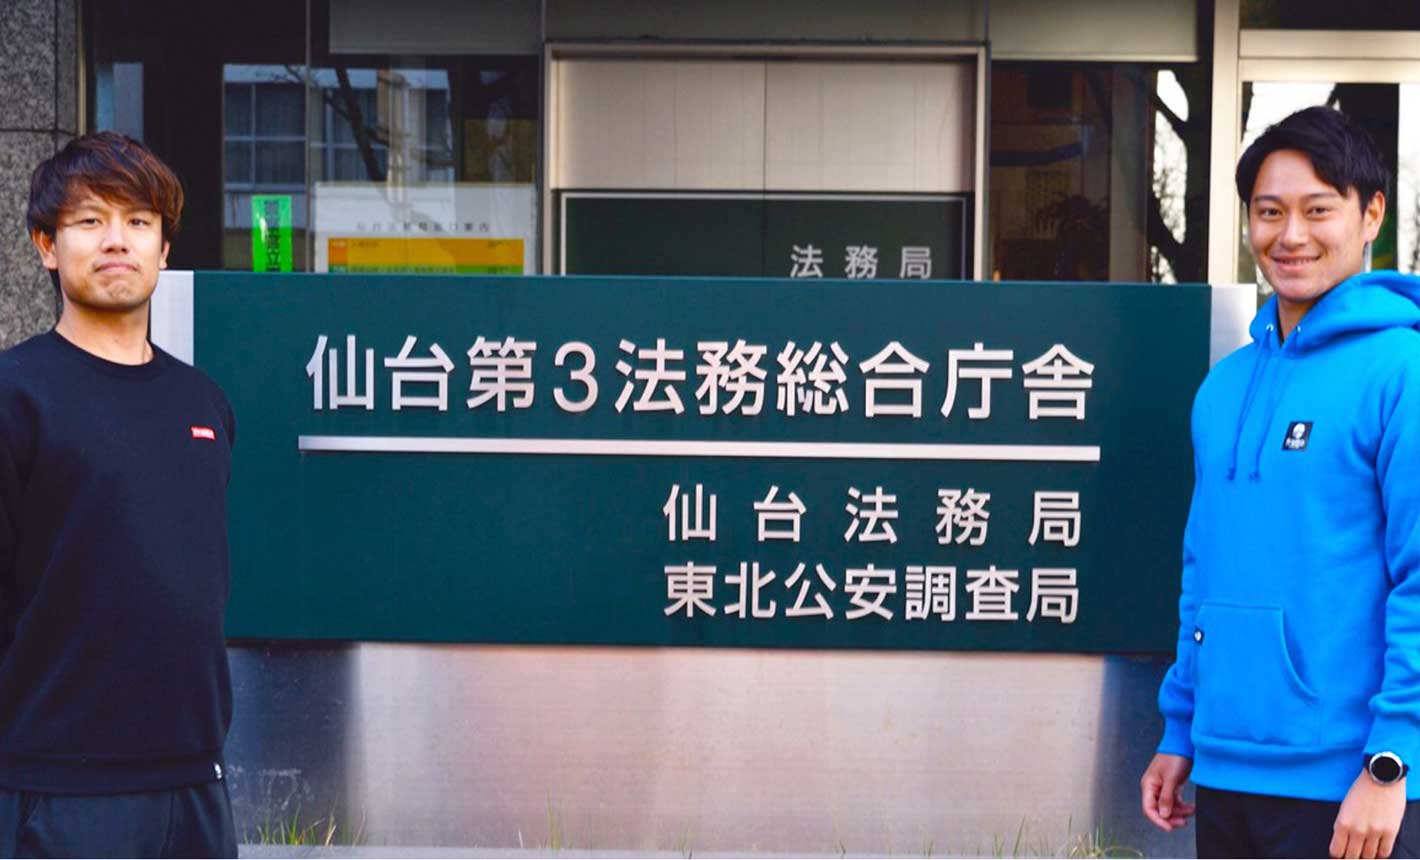 法務局
仙台第3法務総合庁舎
仙台法務局
東北公安調査局